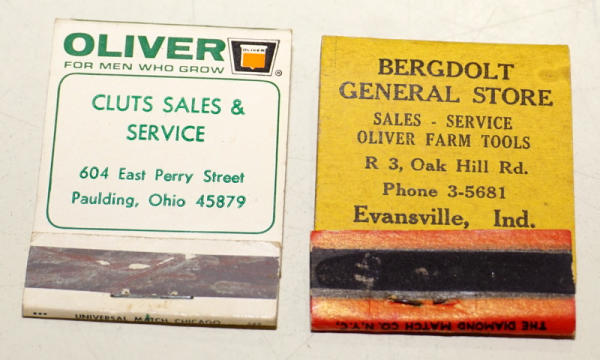 OLIVER
OLIVER
®
FOR MEN WHO GROW
CLUTS SALES &
SERVICE
604 East Perry Street
Paulding, Ohio 45879
UNIVERSAL MATCH CHICAGO
BERGDOLT
GENERAL STORE
SALES - SERVICE
OLIVER FARM TOOLS
R 3, Oak Hill Rd.
Phone 3-5681
Evansville, Ind.
THE DIAMOND MATCH CO. N.Y.C.